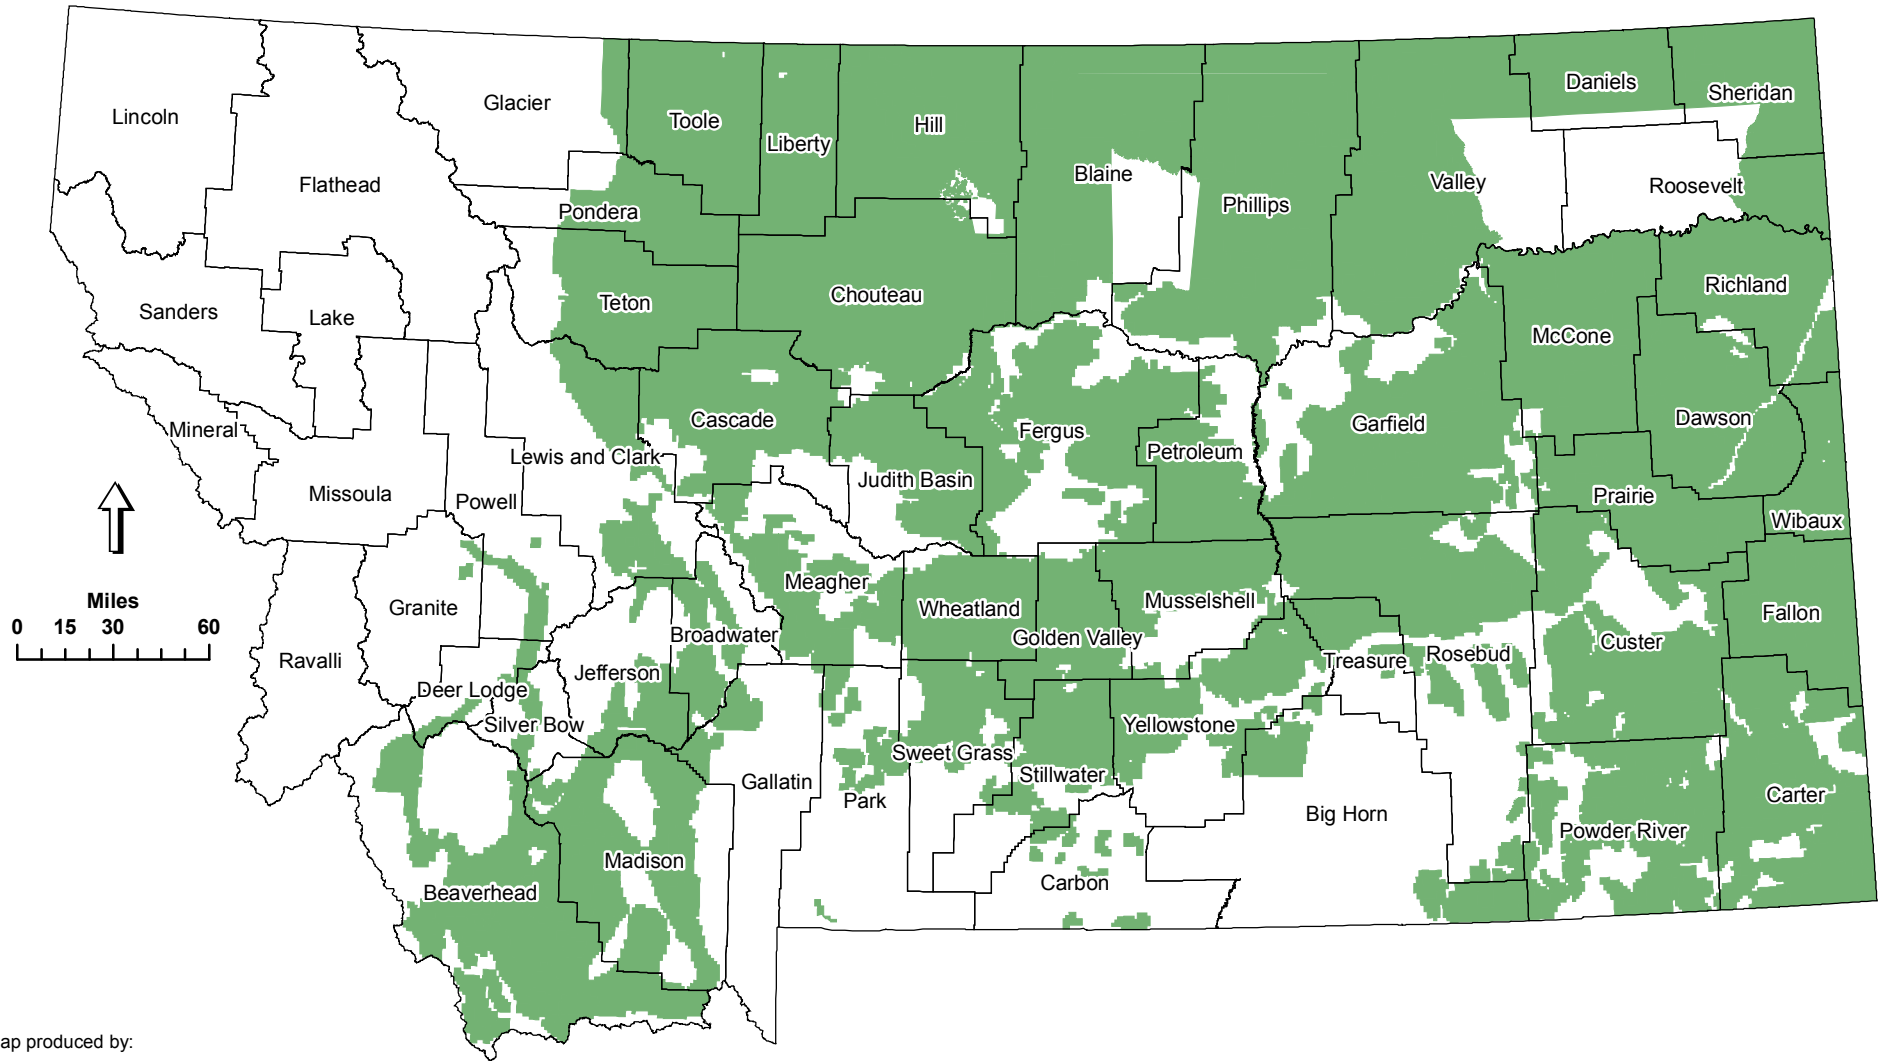 Daniels
Sheridan
Glacier
Lincoln
Toole
Hill
Liberty
Blaine
Flathead
Valley
Roosevelt
Phillips
Pondera
Richland
Chouteau
Teton
Sanders
Lake
McCone
Dawson
Cascade
Garfield
Mineral
Fergus
Petroleum
Lewis and Clark
Judith Basin
Missoula
Powell
Prairie
Wibaux
Meagher
Miles
0 15 30 60
Granite
Wheatland
Musselshell
Fallon
Broadwater
Golden Valley
Custer
Ravalli
Treasure
Rosebud
Jefferson
Deer Lodge
Silver Bow
Yellowstone
Sweet Grass
Stillwater
Gallatin
Park
Carter
Big Horn
Powder River
Madison
Carbon
Beaverhead
ap produced by: